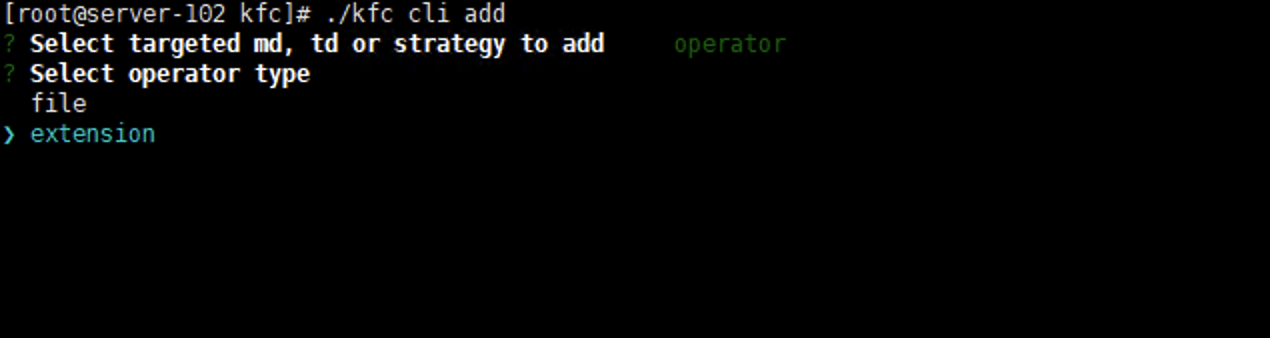 [root@server-102 kfc]# ./kfc cli add
? Select targeted md, td or strategy to add     operator
? Select operator type
  file
❯ extension